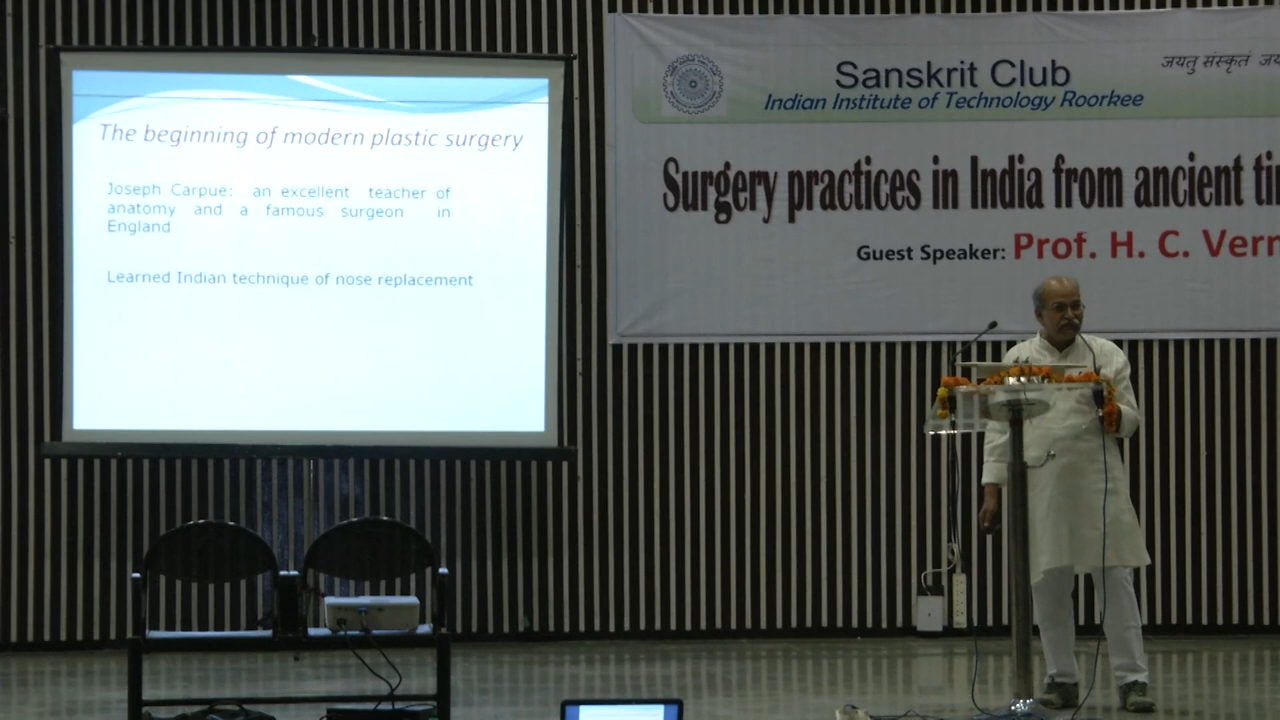 The beginning of modern plastic surgery
Joseph Carpue: an excellent teacher of
anatomy and a famous surgeon in
England
Learned Indian technique of nose replacement
Sanskrit Club
जयतु संस्कृतं
Indian Institute of Technology Roorkee
Surgery practices in India from ancient
Guest Speaker: Prof. H. C.